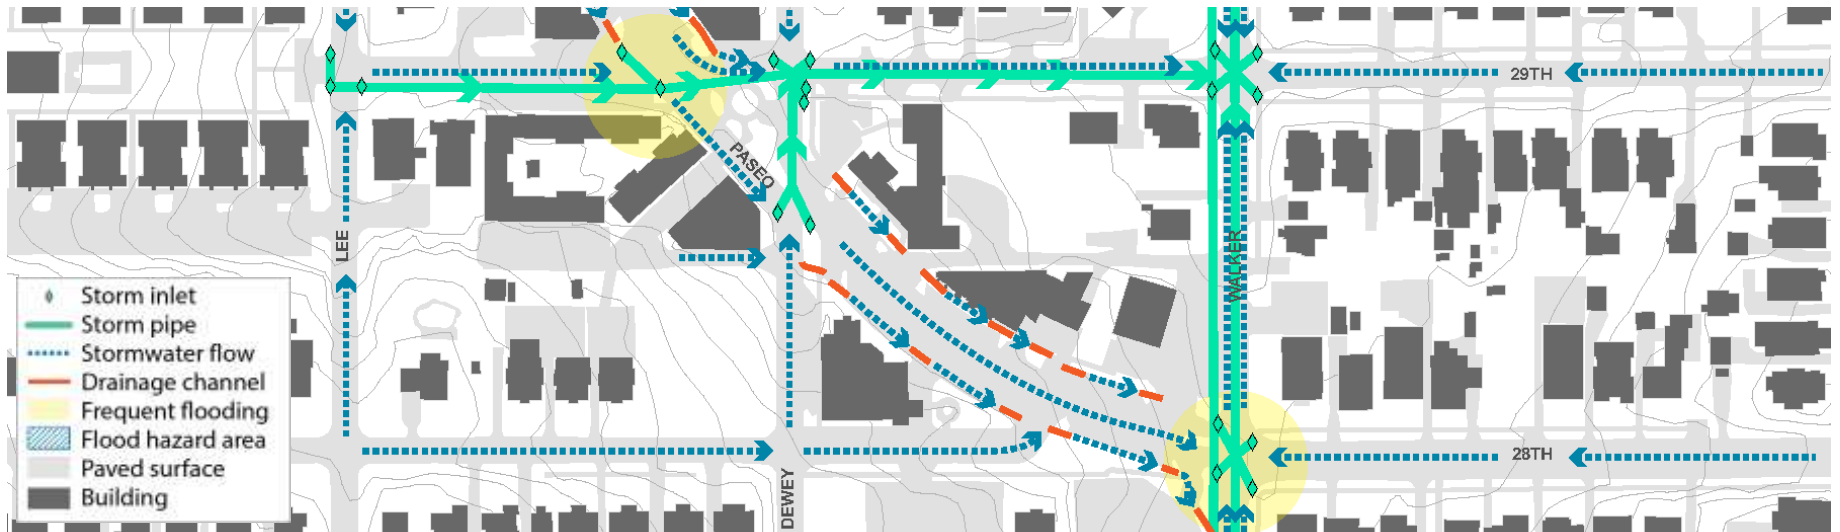 29TH
PASEO
LEE
WALKER
Storm inlet
Storm pipe
Stormwater flow
Drainage channel
Frequent flooding
Flood hazard area
Paved surface
Building
28TH
DEWEY